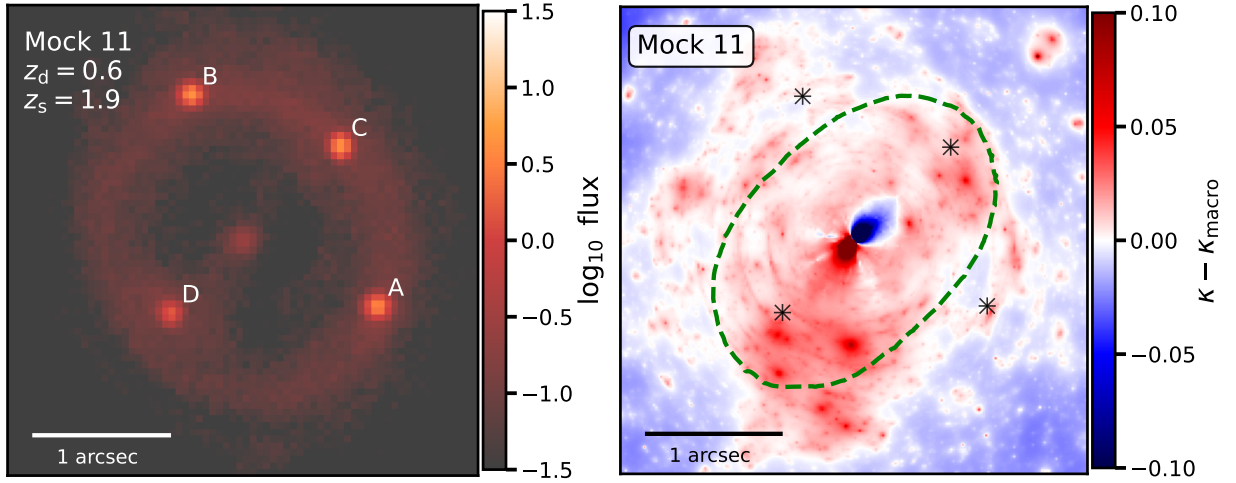 Mock 11
z_d = 0.6
z_s = 1.9
B
C
A
D
1 arcsec
1.5
1.0
0.5
0.0
−0.5
−1.0
−1.5
log₁₀ flux
Mock 11
1 arcsec
0.10
0.05
0.00
−0.05
−0.10
κ − κ_macro